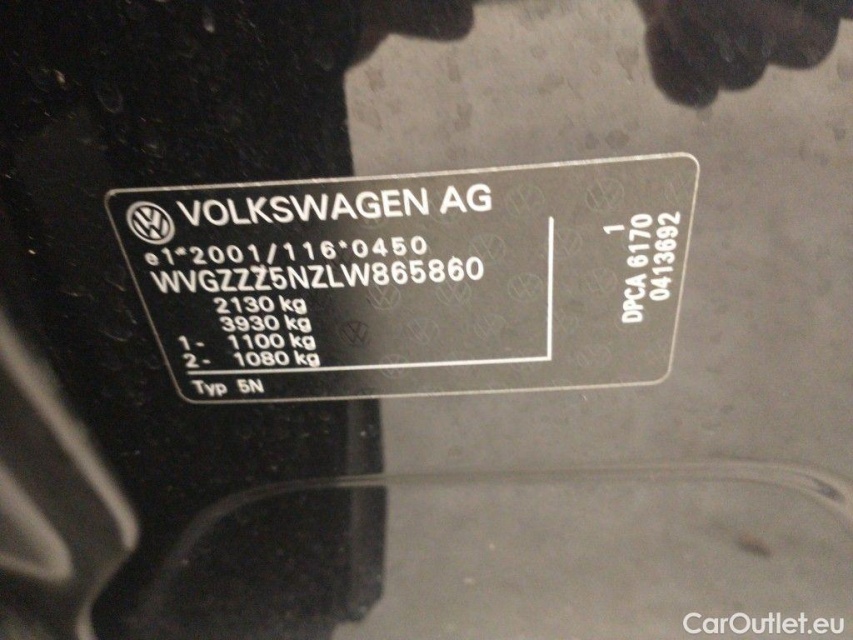 VOLKSWAGEN AG
e1*2001/116*0450
WVGZZZ5NZLW865860
2130 kg
3930 kg
1- 1100 kg
2- 1080 kg
Typ 5N
1
DPCA 6170
0413692
CarOutlet.eu